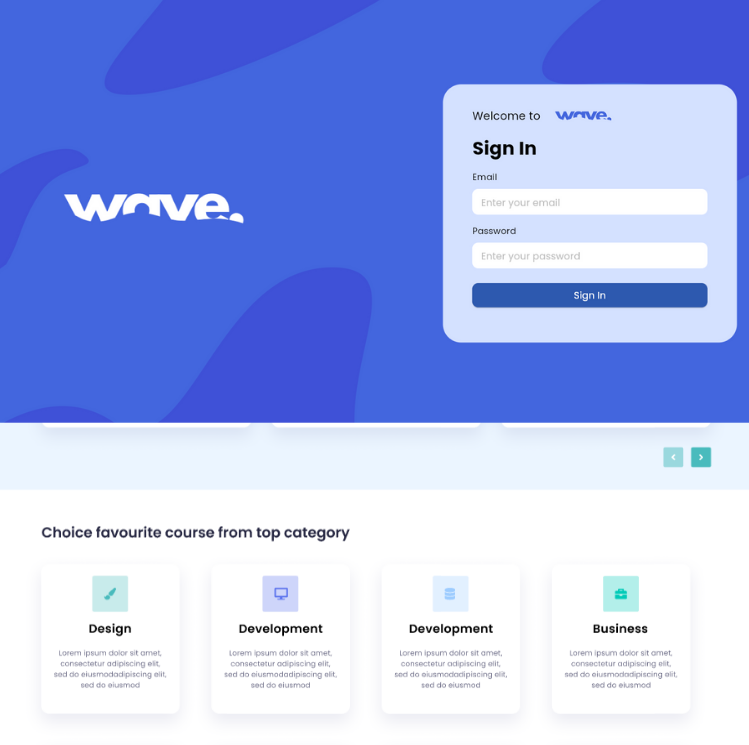 wave.
Welcome to wave.
Sign In
Email
Enter your email
Password
Enter your password
Sign In
Choice favourite course from top category
Design
Lorem ipsum dolor sit amet,
consectetur adipiscing elit,
sed do eiusmodadipiscing elit,
sed do eiusmod
Development
Lorem ipsum dolor sit amet,
consectetur adipiscing elit,
sed do eiusmodadipiscing elit,
sed do eiusmod
Development
Lorem ipsum dolor sit amet,
consectetur adipiscing elit,
sed do eiusmodadipiscing elit,
sed do eiusmod
Business
Lorem ipsum dolor sit amet,
consectetur adipiscing elit,
sed do eiusmodadipiscing elit,
sed do eiusmod